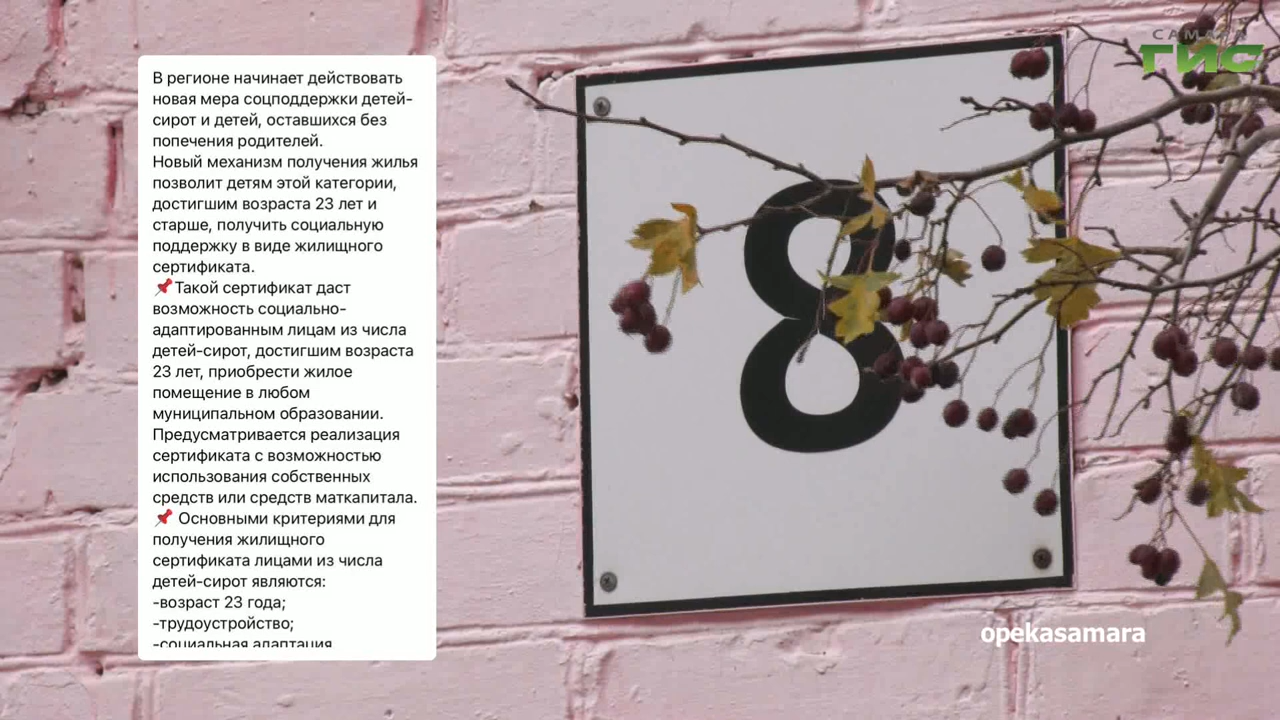 В регионе начинает действовать
новая мера соцподдержки детей-
сирот и детей, оставшихся без
попечения родителей.
Новый механизм получения жилья
позволит детям этой категории,
достигшим возраста 23 лет и
старше, получить социальную
поддержку в виде жилищного
сертификата.
📌Такой сертификат даст
возможность социально-
адаптированным лицам из числа
детей-сирот, достигшим возраста
23 лет, приобрести жилое
помещение в любом
муниципальном образовании.
Предусматривается реализация
сертификата с возможностью
использования собственных
средств или средств маткапитала.
📌 Основными критериями для
получения жилищного
сертификата лицами из числа
детей-сирот являются:
-возраст 23 года;
-трудоустройство;
-социальная адаптация
8
САМАРА
ГИС
opekasamara